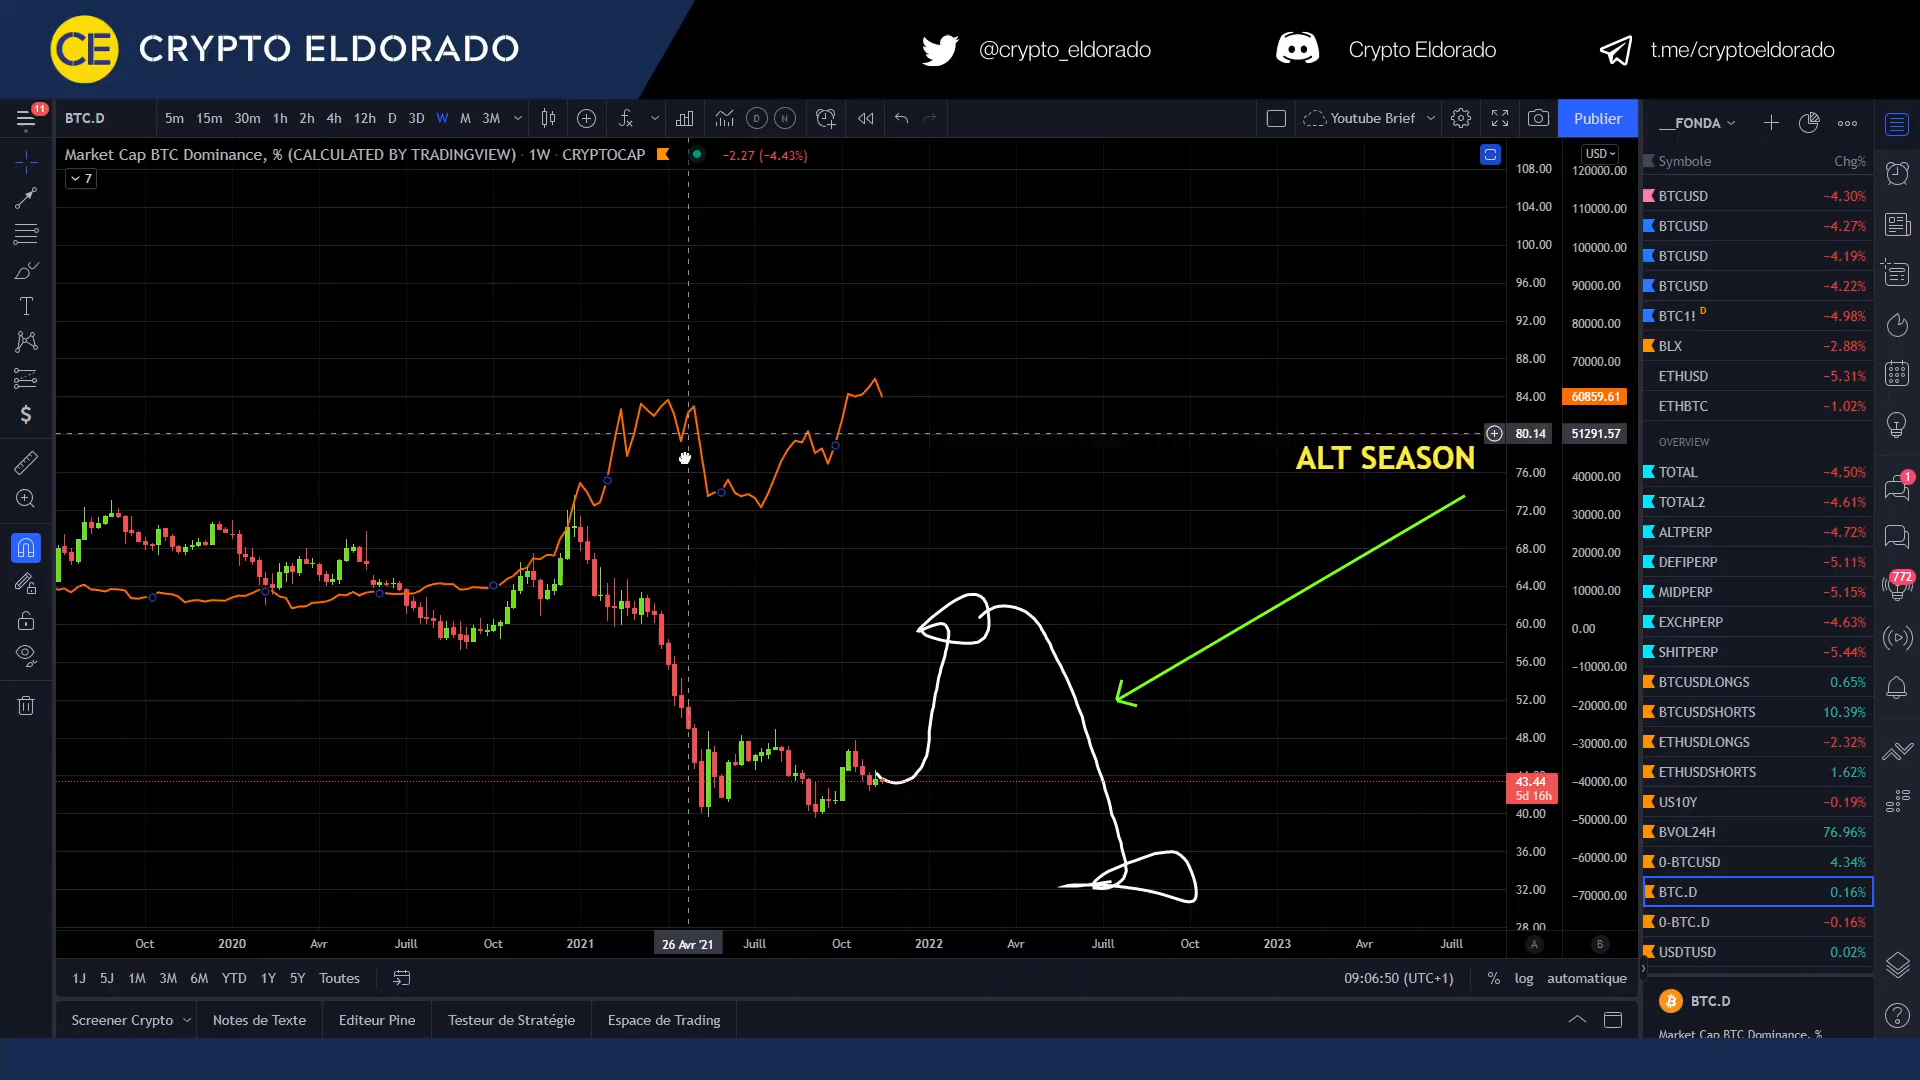 CE CRYPTO ELDORADO
@crypto_eldorado
Crypto Eldorado
t.me/cryptoeldorado
11
BTC.D 5m 15m 30m 1h 2h 4h 12h D 3D W M 3M D N Youtube Brief Publier
Market Cap BTC Dominance, % (CALCULATED BY TRADINGVIEW) · 1W · CRYPTOCAP −2.27 (−4.43%)
7
ALT SEASON
108.00
104.00
100.00
96.00
92.00
88.00
84.00
80.14
76.00
72.00
68.00
64.00
60.00
56.00
52.00
48.00
43.44
5d 16h
40.00
36.00
32.00
28.00
USD
120000.00
110000.00
100000.00
90000.00
80000.00
70000.00
60859.61
51291.57
40000.00
30000.00
20000.00
10000.00
0.00
−10000.00
−20000.00
−30000.00
−40000.00
−50000.00
−60000.00
−70000.00
Oct 2020 Avr Juill Oct 2021 26 Avr '21 Juill Oct 2022 Avr Juill Oct 2023 Avr Juill A B
1J 5J 1M 3M 6M YTD 1Y 5Y Toutes 09:06:50 (UTC+1) % log automatique
Screener Crypto Notes de Texte Editeur Pine Testeur de Stratégie Espace de Trading
__FONDA
Symbole Chg%
BTCUSD −4.30%
BTCUSD −4.27%
BTCUSD −4.19%
BTCUSD −4.22%
BTC1! D −4.98%
BLX −2.88%
ETHUSD −5.31%
ETHBTC −1.02%
OVERVIEW
TOTAL −4.50%
TOTAL2 −4.61%
ALTPERP −4.72%
DEFIPERP −5.11%
MIDPERP −5.15%
EXCHPERP −4.63%
SHITPERP −5.44%
BTCUSDLONGS 0.65%
BTCUSDSHORTS 10.39%
ETHUSDLONGS −2.32%
ETHUSDSHORTS 1.62%
US10Y −0.19%
BVOL24H 76.96%
0-BTCUSD 4.34%
BTC.D 0.16%
0-BTC.D −0.16%
USDTUSD 0.02%
BTC.D
Market Cap BTC Dominance, %
1
772